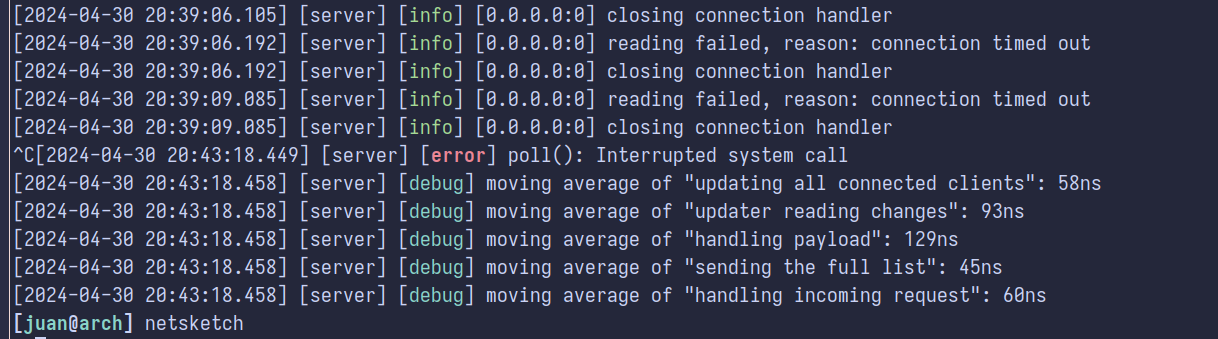 [2024-04-30 20:39:06.105] [server] [info] [0.0.0.0:0] closing connection handler
[2024-04-30 20:39:06.192] [server] [info] [0.0.0.0:0] reading failed, reason: connection timed out
[2024-04-30 20:39:06.192] [server] [info] [0.0.0.0:0] closing connection handler
[2024-04-30 20:39:09.085] [server] [info] [0.0.0.0:0] reading failed, reason: connection timed out
[2024-04-30 20:39:09.085] [server] [info] [0.0.0.0:0] closing connection handler
^C[2024-04-30 20:43:18.449] [server] [error] poll(): Interrupted system call
[2024-04-30 20:43:18.458] [server] [debug] moving average of "updating all connected clients": 58ns
[2024-04-30 20:43:18.458] [server] [debug] moving average of "updater reading changes": 93ns
[2024-04-30 20:43:18.458] [server] [debug] moving average of "handling payload": 129ns
[2024-04-30 20:43:18.458] [server] [debug] moving average of "sending the full list": 45ns
[2024-04-30 20:43:18.458] [server] [debug] moving average of "handling incoming request": 60ns
[juan@arch] netsketch